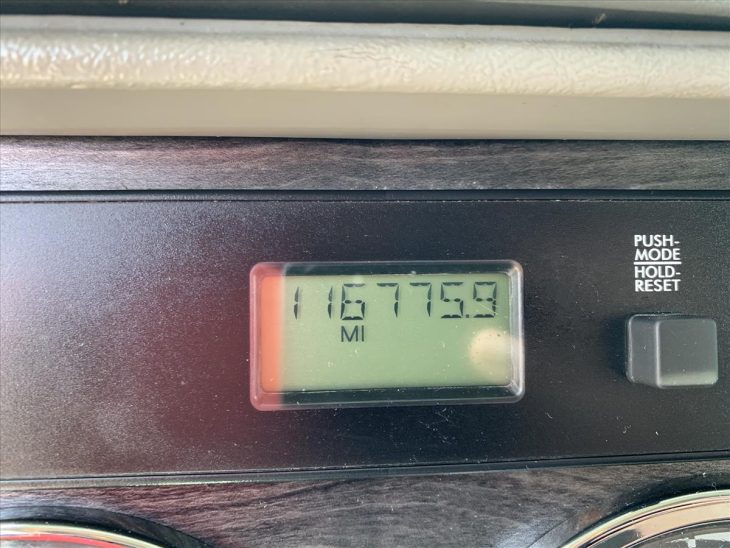 PUSH-
MODE
HOLD-
RESET
116775.9
MI